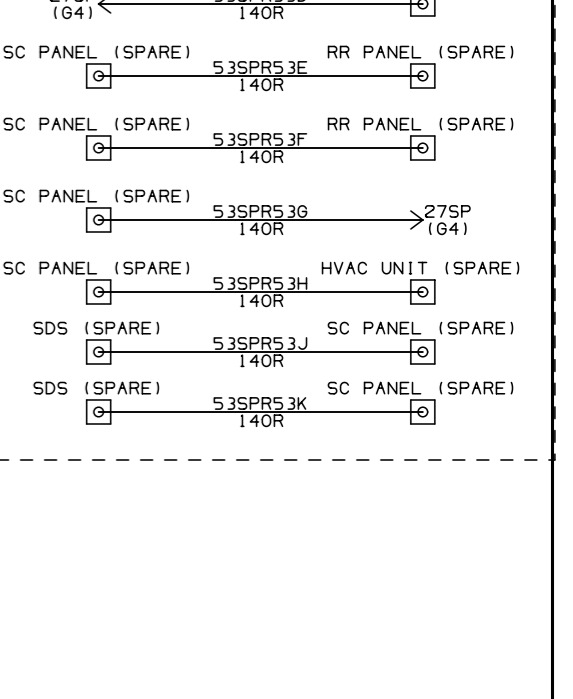 (G4)
140R
SC PANEL (SPARE) RR PANEL (SPARE)
53SPR53E
140R
SC PANEL (SPARE) RR PANEL (SPARE)
53SPR53F
140R
SC PANEL (SPARE)
53SPR53G 27SP
140R (G4)
SC PANEL (SPARE) HVAC UNIT (SPARE)
53SPR53H
140R
SDS (SPARE) SC PANEL (SPARE)
53SPR53J
140R
SDS (SPARE) SC PANEL (SPARE)
53SPR53K
140R